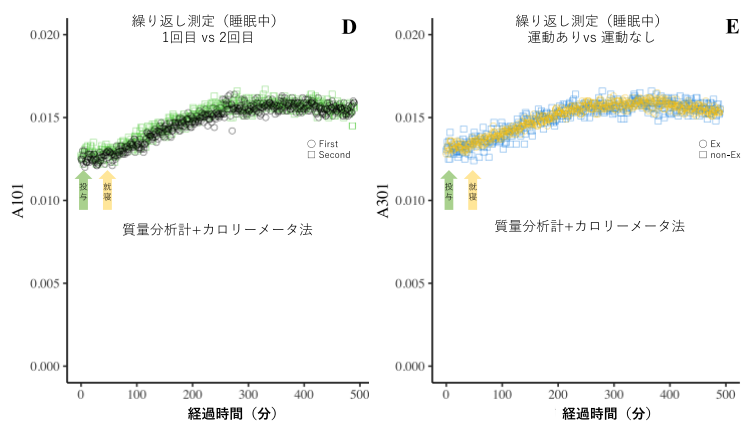 繰り返し測定（睡眠中）
1回目 vs 2回目
D
0.020
0.015
0.010
0.005
0.000
A101
○ First
□ Second
投与
就寝
質量分析計+カロリーメータ法
0 100 200 300 400 500
経過時間（分）
繰り返し測定（睡眠中）
運動ありvs 運動なし
E
0.020
0.015
0.010
0.005
0.000
A301
○ Ex
□ non-Ex
投与
就寝
質量分析計+カロリーメータ法
0 100 200 300 400 500
経過時間（分）